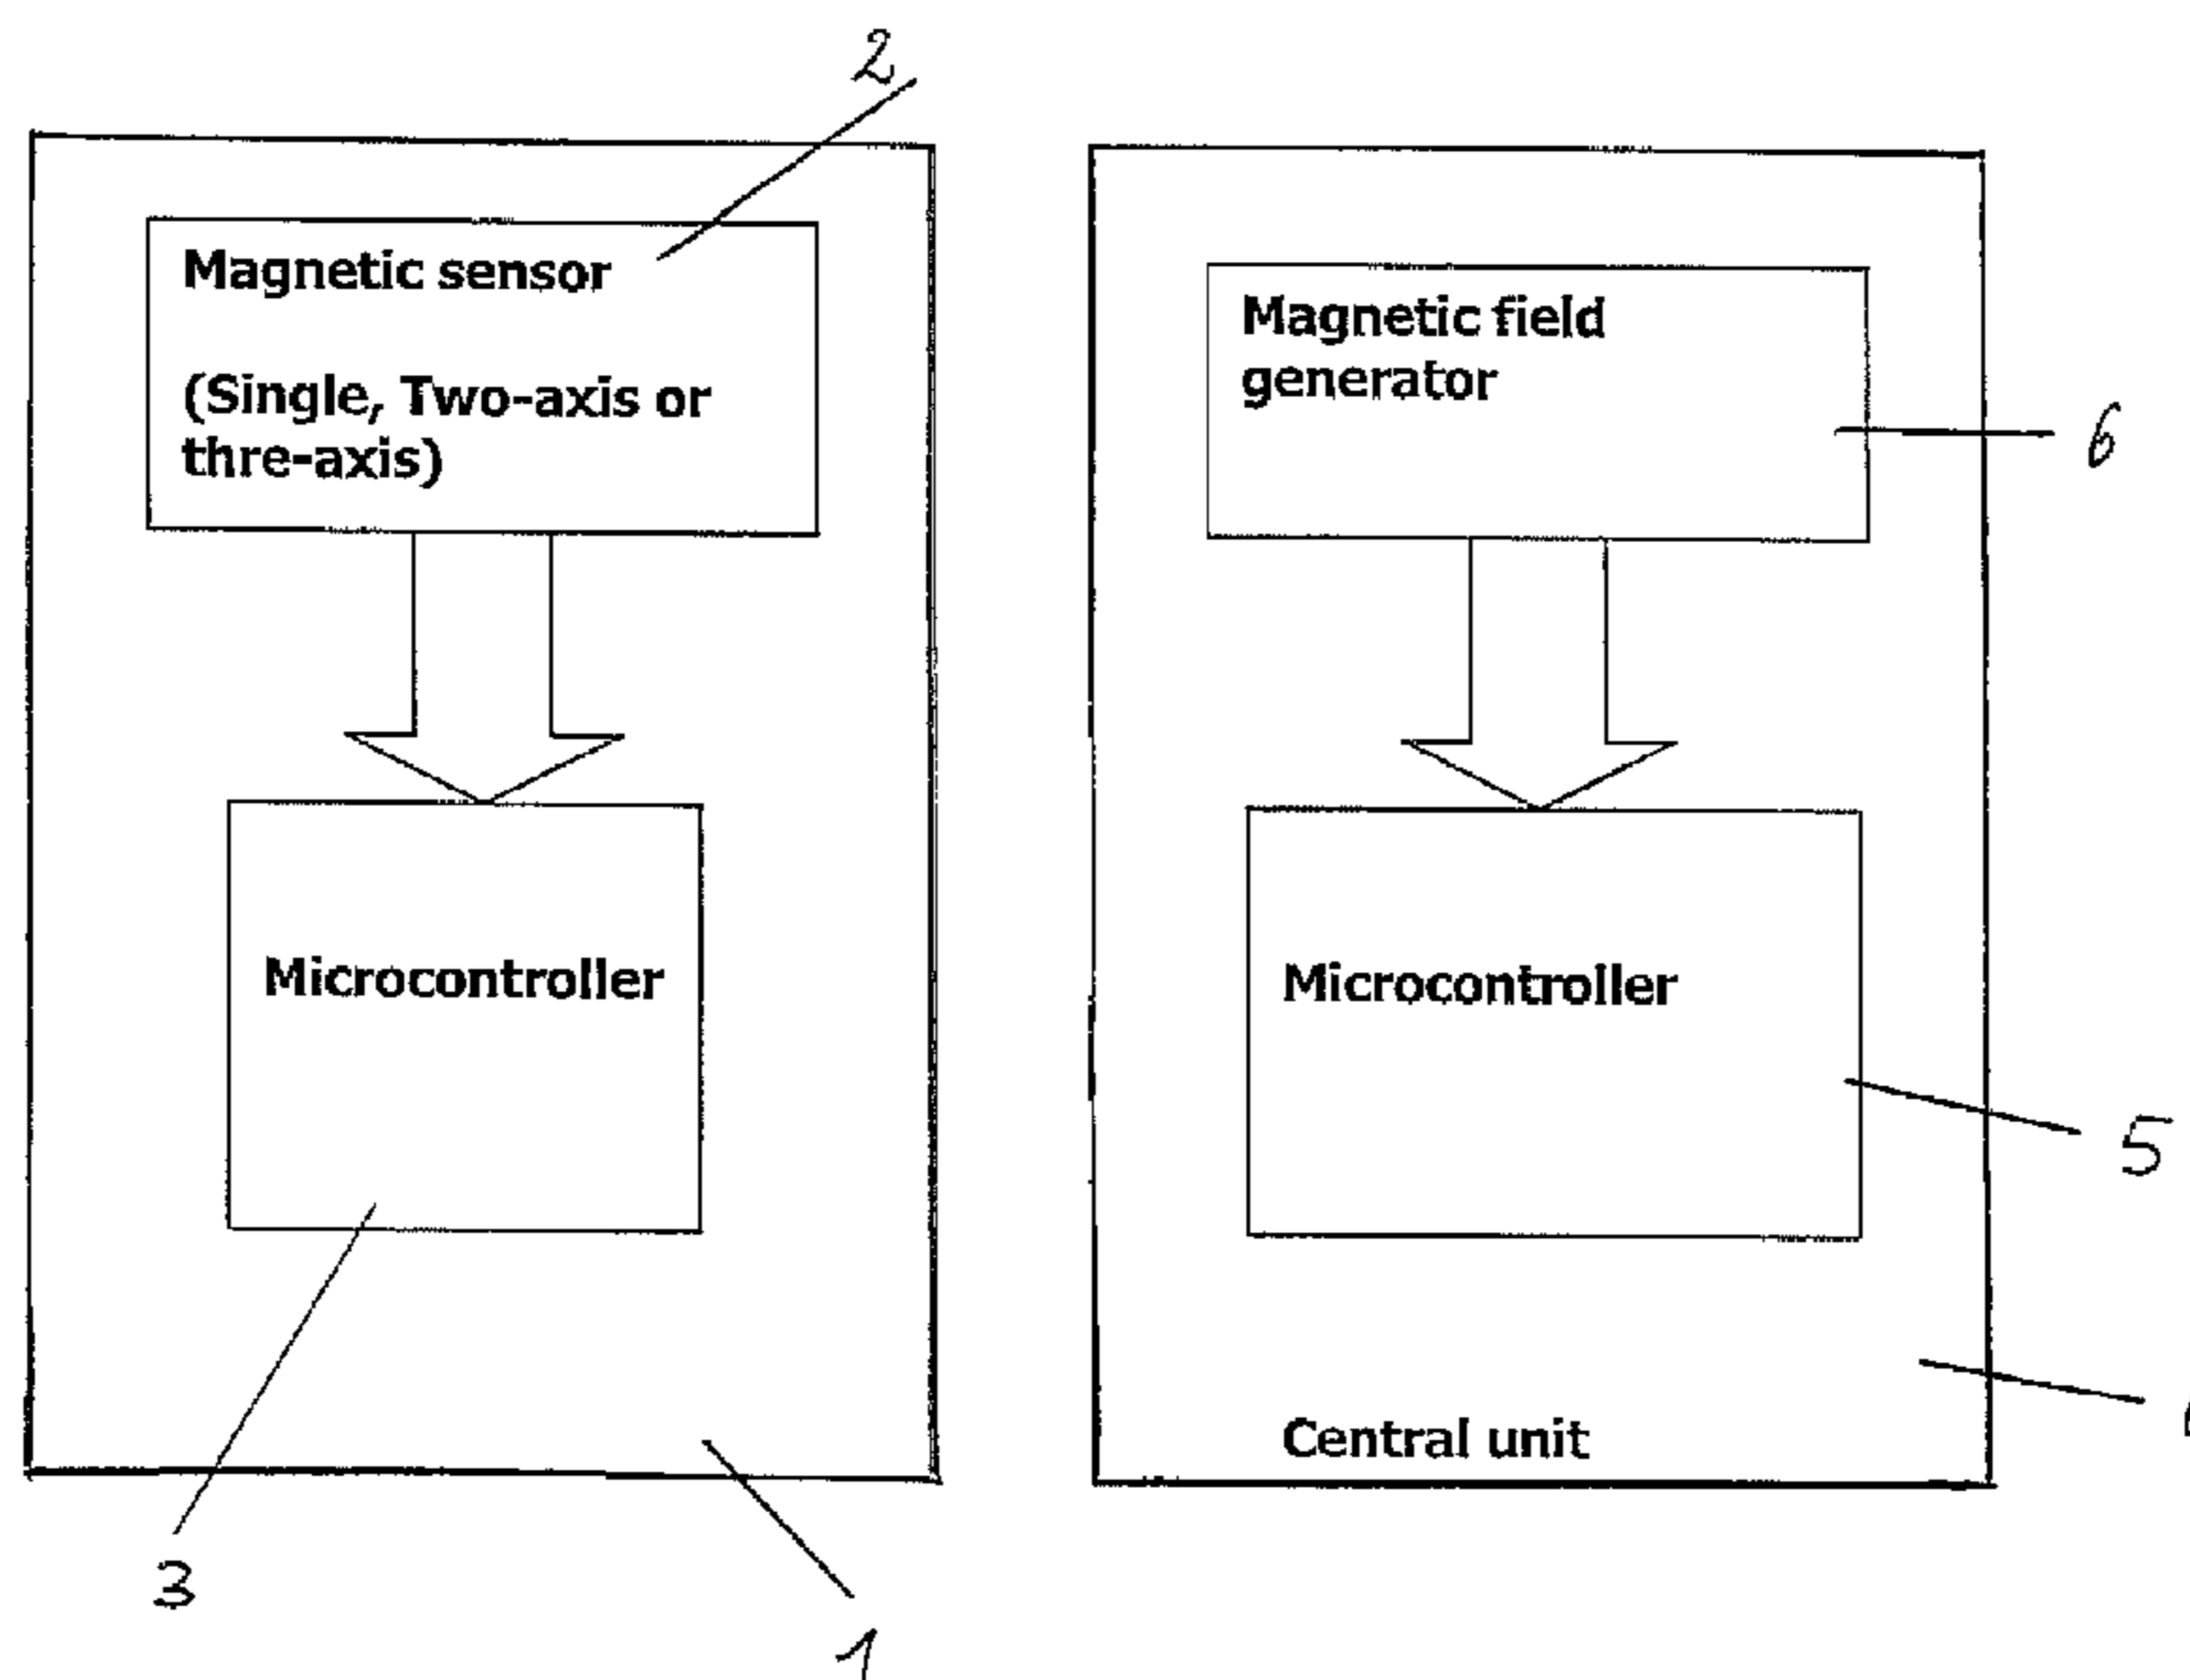 2
Magnetic sensor
(Single, Two-axis or
thre-axis)
Microcontroller
3
1
Magnetic field
generator
6
Microcontroller
5
Central unit